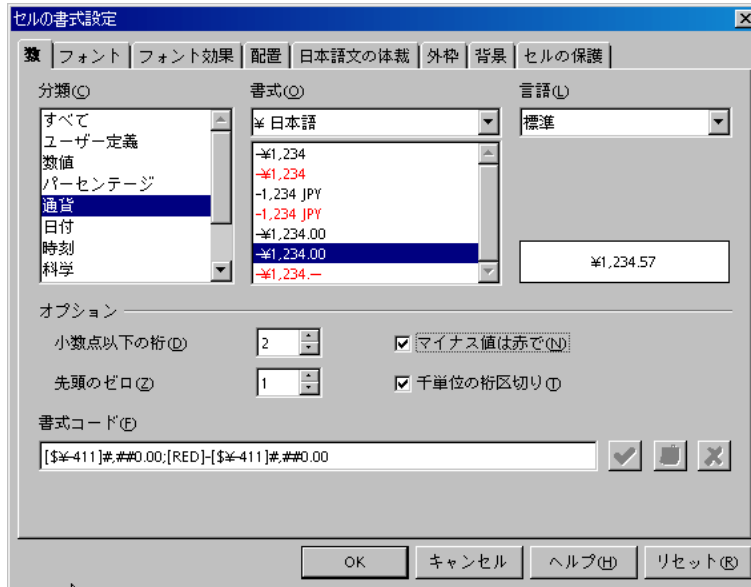 セルの書式設定
数 フォント フォント効果 配置 日本語文の体裁 外枠 背景 セルの保護
分類(C) 書式(O) 言語(L)
すべて
ユーザー定義
数値
パーセンテージ
通貨
日付
時刻
科学
¥ 日本語
-¥1,234
-¥1,234
-1,234 JPY
-1,234 JPY
-¥1,234.00
-¥1,234.00
-¥1,234.--
標準
¥1,234.57
オプション
小数点以下の桁(D) 2 マイナス値は赤で(N)
先頭のゼロ(Z) 1 千単位の桁区切り(T)
書式コード(F)
[$¥-411]#,##0.00;[RED]-[$¥-411]#,##0.00
OK キャンセル ヘルプ(H) リセット(R)